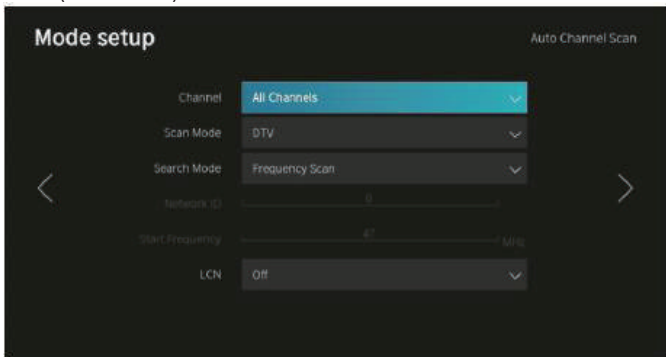 Mode setup
Auto Channel Scan
Channel All Channels
Scan Mode DTV
Search Mode Frequency Scan
Network ID 0
Start Frequency 47 MHz
LCN Off